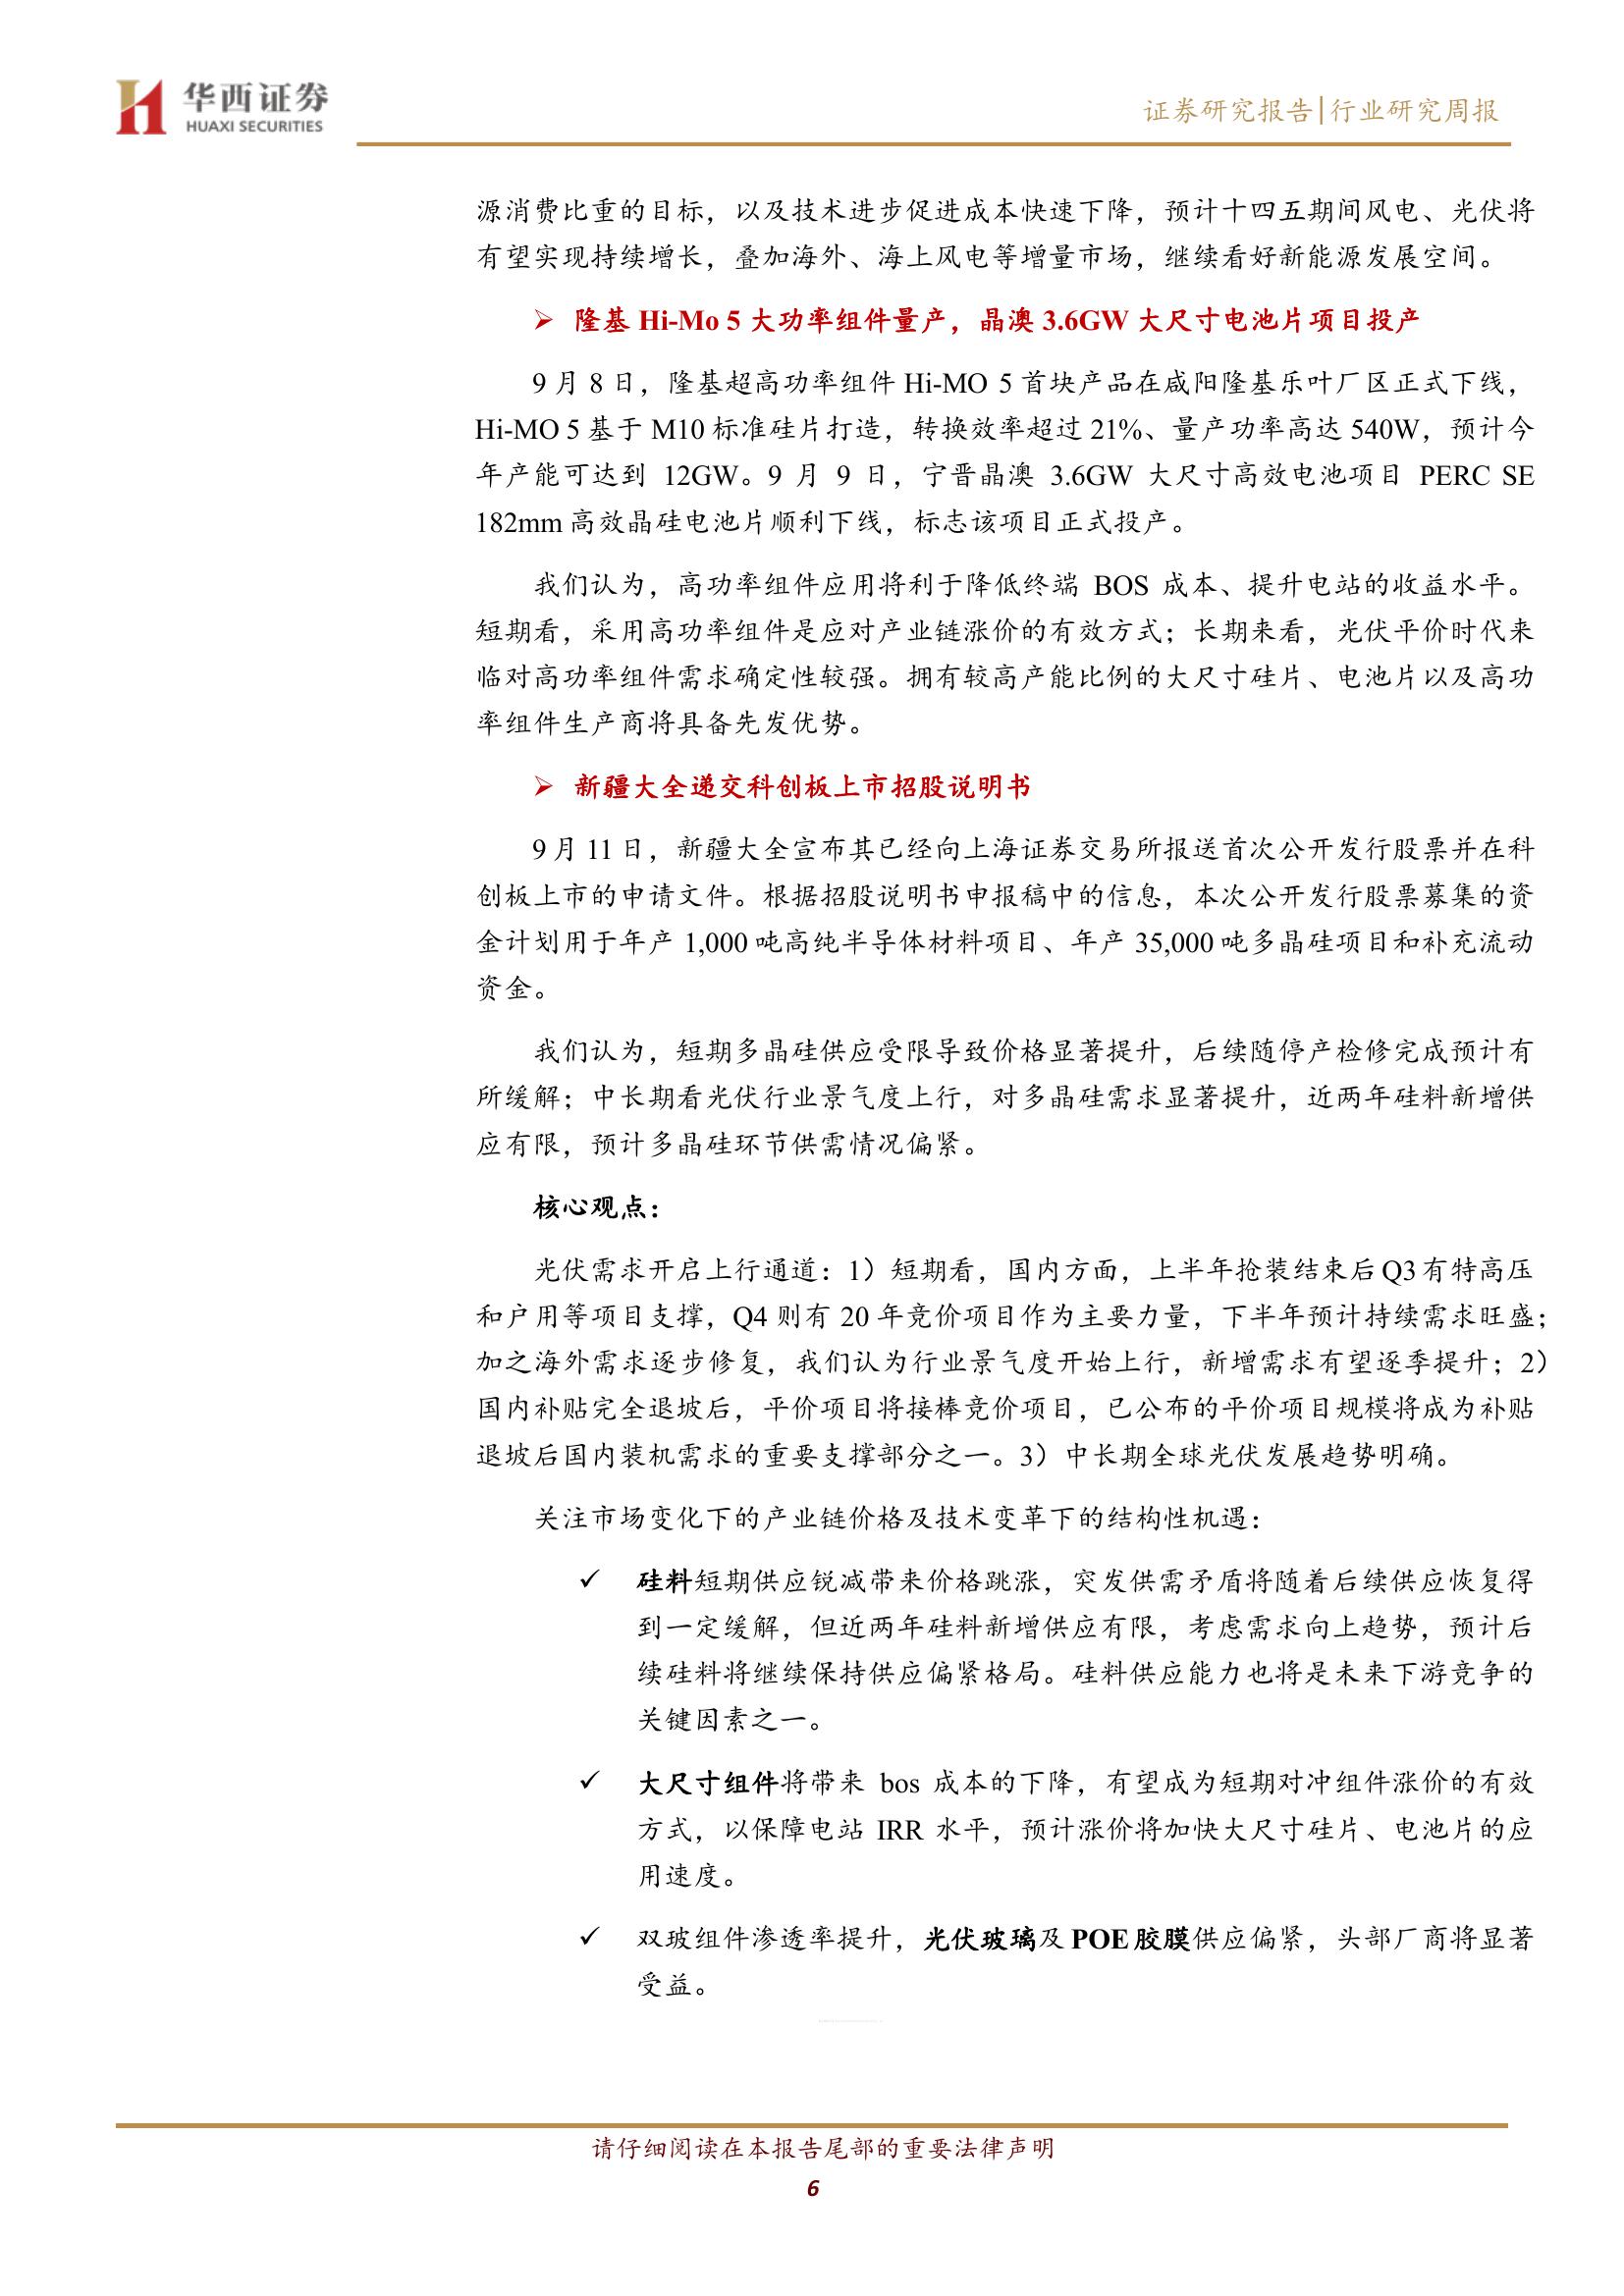 华西证券
HUAXI SECURITIES
证券研究报告|行业研究周报
源消费比重的目标，以及技术进步促进成本快速下降，预计十四五期间风电、光伏将
有望实现持续增长，叠加海外、海上风电等增量市场，继续看好新能源发展空间。
➢ 隆基 Hi-Mo 5 大功率组件量产，晶澳 3.6GW 大尺寸电池片项目投产
9 月 8 日，隆基超高功率组件 Hi-MO 5 首块产品在咸阳隆基乐叶厂区正式下线，
Hi-MO 5 基于 M10 标准硅片打造，转换效率超过 21%、量产功率高达 540W，预计今
年产能可达到 12GW。9 月 9 日，宁晋晶澳 3.6GW 大尺寸高效电池项目 PERC SE
182mm 高效晶硅电池片顺利下线，标志该项目正式投产。
我们认为，高功率组件应用将利于降低终端 BOS 成本、提升电站的收益水平。
短期看，采用高功率组件是应对产业链涨价的有效方式；长期来看，光伏平价时代来
临对高功率组件需求确定性较强。拥有较高产能比例的大尺寸硅片、电池片以及高功
率组件生产商将具备先发优势。
➢ 新疆大全递交科创板上市招股说明书
9 月 11 日，新疆大全宣布其已经向上海证券交易所报送首次公开发行股票并在科
创板上市的申请文件。根据招股说明书申报稿中的信息，本次公开发行股票募集的资
金计划用于年产 1,000 吨高纯半导体材料项目、年产 35,000 吨多晶硅项目和补充流动
资金。
我们认为，短期多晶硅供应受限导致价格显著提升，后续随停产检修完成预计有
所缓解；中长期看光伏行业景气度上行，对多晶硅需求显著提升，近两年硅料新增供
应有限，预计多晶硅环节供需情况偏紧。
核心观点：
光伏需求开启上行通道：1）短期看，国内方面，上半年抢装结束后 Q3 有特高压
和户用等项目支撑，Q4 则有 20 年竞价项目作为主要力量，下半年预计持续需求旺盛；
加之海外需求逐步修复，我们认为行业景气度开始上行，新增需求有望逐季提升；2）
国内补贴完全退坡后，平价项目将接棒竞价项目，已公布的平价项目规模将成为补贴
退坡后国内装机需求的重要支撑部分之一。3）中长期全球光伏发展趋势明确。
关注市场变化下的产业链价格及技术变革下的结构性机遇：
✓ 硅料短期供应锐减带来价格跳涨，突发供需矛盾将随着后续供应恢复得
到一定缓解，但近两年硅料新增供应有限，考虑需求向上趋势，预计后
续硅料将继续保持供应偏紧格局。硅料供应能力也将是未来下游竞争的
关键因素之一。
✓ 大尺寸组件将带来 bos 成本的下降，有望成为短期对冲组件涨价的有效
方式，以保障电站 IRR 水平，预计涨价将加快大尺寸硅片、电池片的应
用速度。
✓ 双玻组件渗透率提升，光伏玻璃及 POE 胶膜供应偏紧，头部厂商将显著
受益。
请仔细阅读在本报告尾部的重要法律声明
6